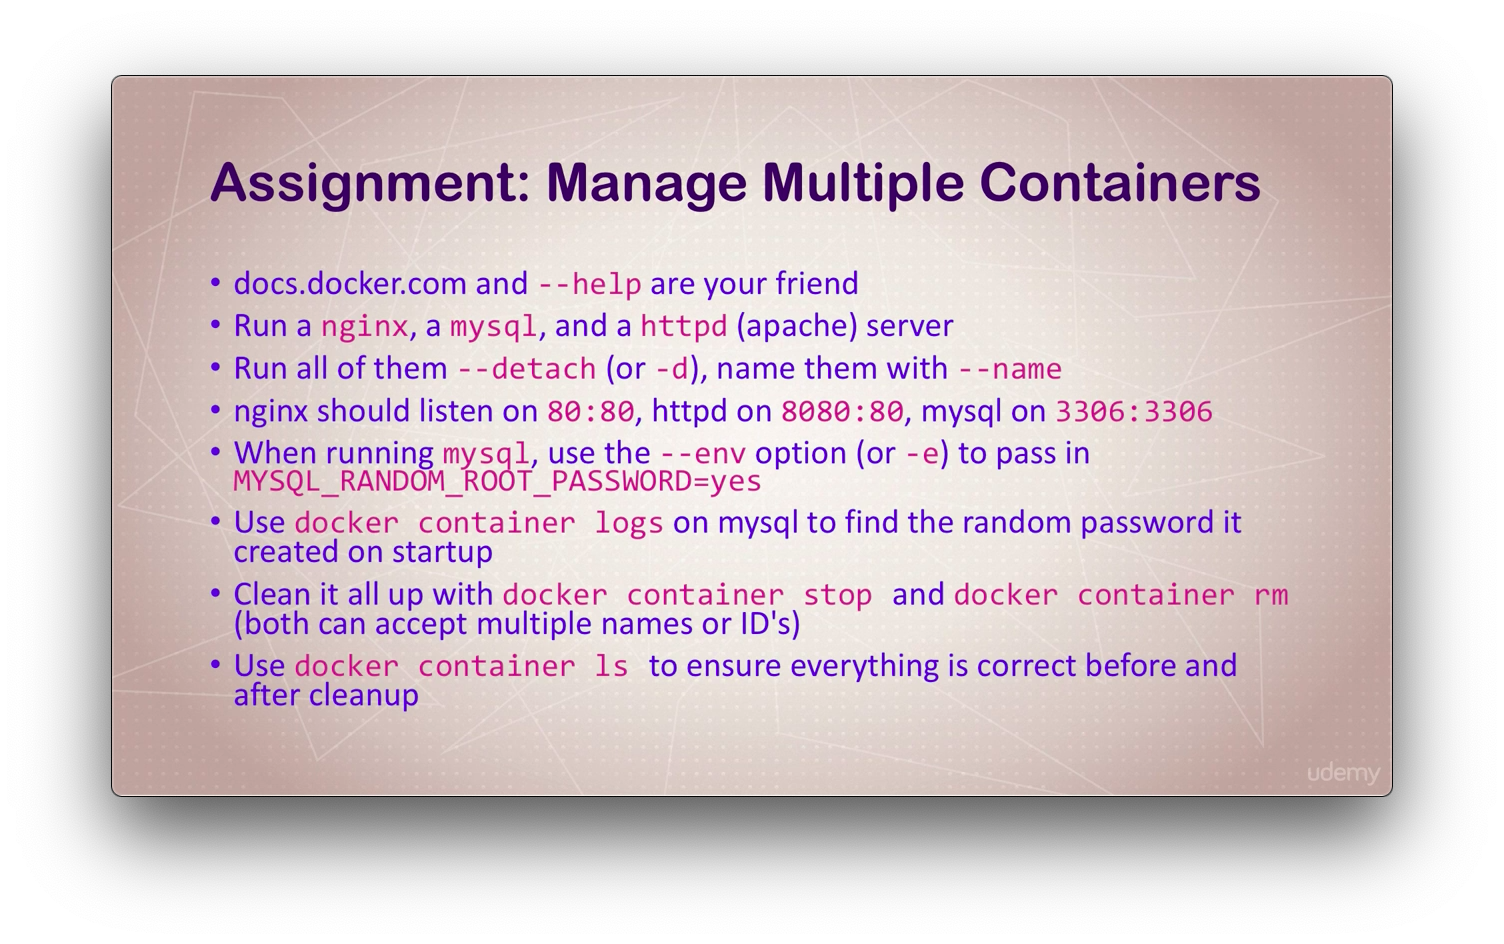 Assignment: Manage Multiple Containers
• docs.docker.com and --help are your friend
• Run a nginx, a mysql, and a httpd (apache) server
• Run all of them --detach (or -d), name them with --name
• nginx should listen on 80:80, httpd on 8080:80, mysql on 3306:3306
• When running mysql, use the --env option (or -e) to pass in
MYSQL_RANDOM_ROOT_PASSWORD=yes
• Use docker container logs on mysql to find the random password it
created on startup
• Clean it all up with docker container stop and docker container rm
(both can accept multiple names or ID's)
• Use docker container ls to ensure everything is correct before and
after cleanup
udemy